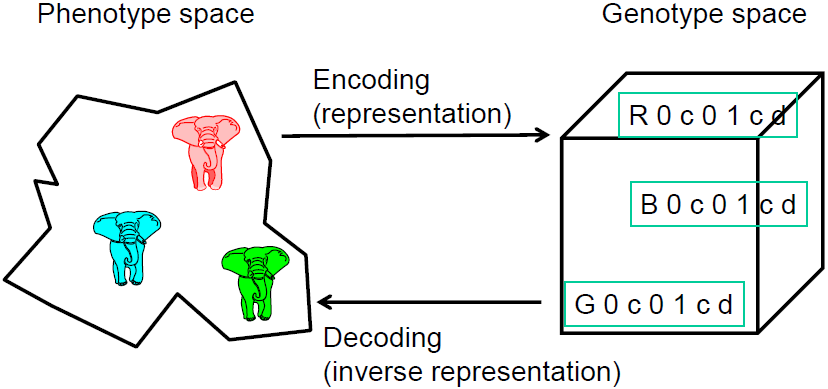 Phenotype space
Genotype space
Encoding
(representation)
R 0 c 0 1 c d
B 0 c 0 1 c d
G 0 c 0 1 c d
Decoding
(inverse representation)